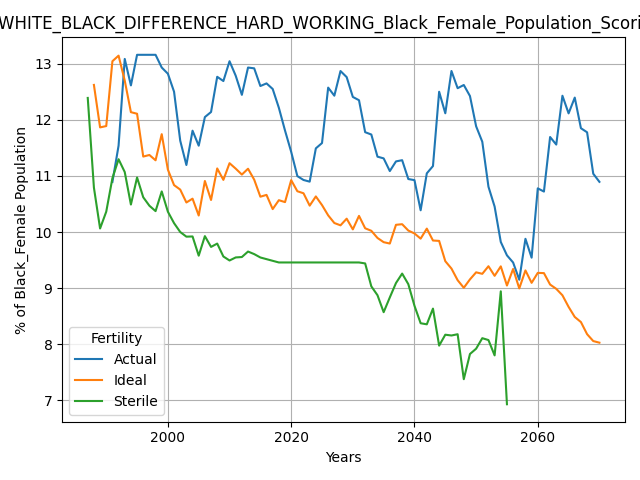 WHITE_BLACK_DIFFERENCE_HARD_WORKING_Black_Female_Population_Scori
% of Black_Female Population
13
12
11
10
9
8
7
Fertility
Actual
Ideal
Sterile
2000 2020 2040 2060
Years